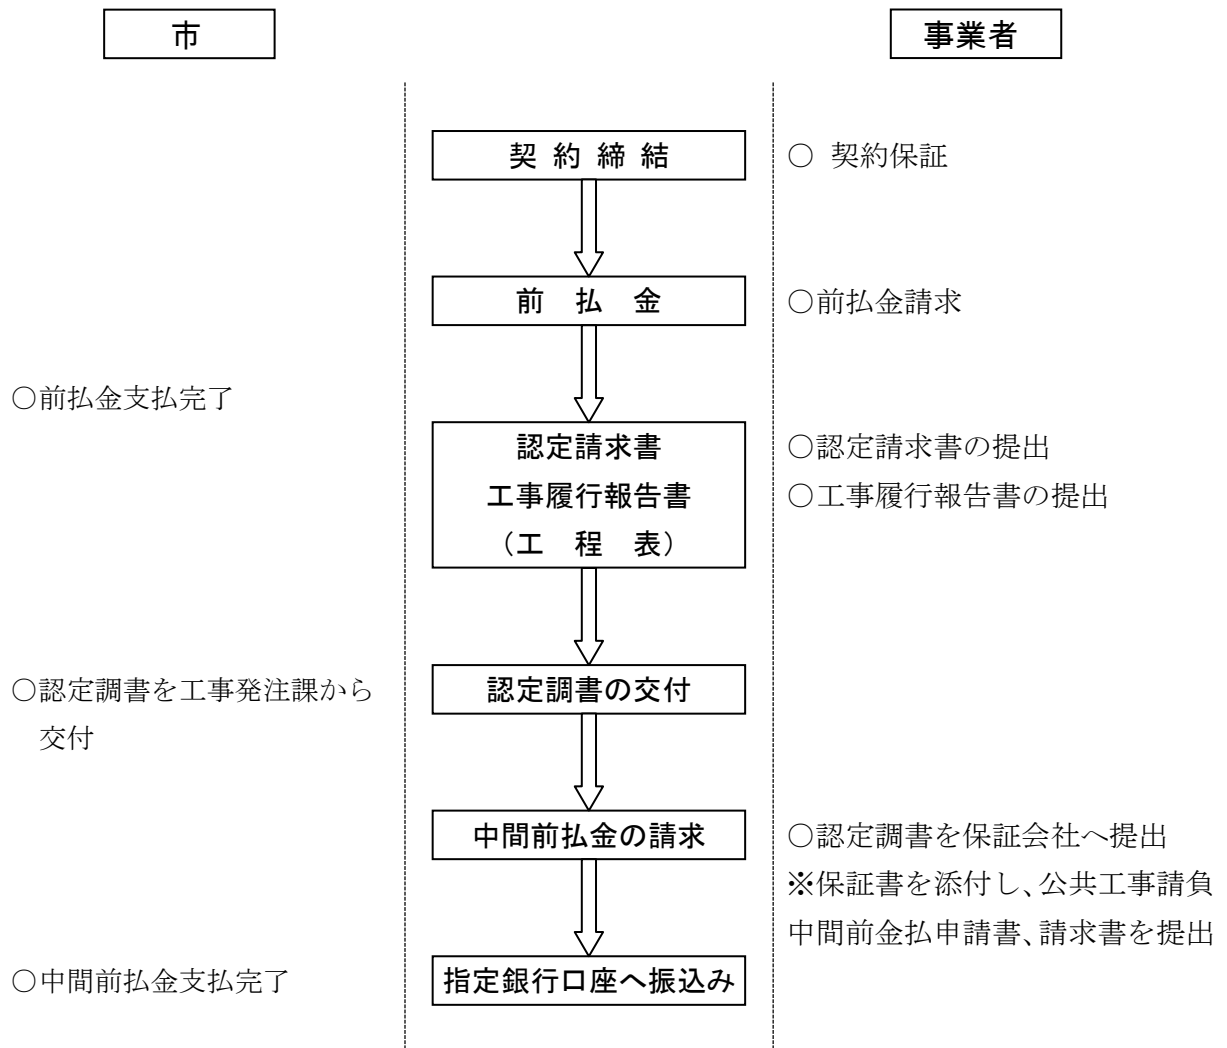 市
事業者
契約締結
○ 契約保証
前 払 金
○前払金請求
○前払金支払完了
認定請求書
工事履行報告書
（工 程 表）
○認定請求書の提出
○工事履行報告書の提出
○認定調書を工事発注課から
交付
認定調書の交付
中間前払金の請求
○認定調書を保証会社へ提出
※保証書を添付し、公共工事請負
中間前金払申請書、請求書を提出
○中間前払金支払完了
指定銀行口座へ振込み